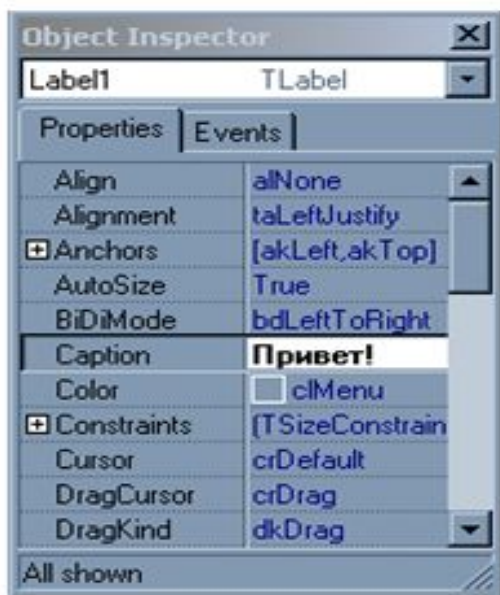 Object Inspector
Label1 TLabel
Properties Events
Align alNone
Alignment taLeftJustify
Anchors [akLeft,akTop]
AutoSize True
BiDiMode bdLeftToRight
Caption Привет!
Color clMenu
Constraints (TSizeConstrain
Cursor crDefault
DragCursor crDrag
DragKind dkDrag
All shown